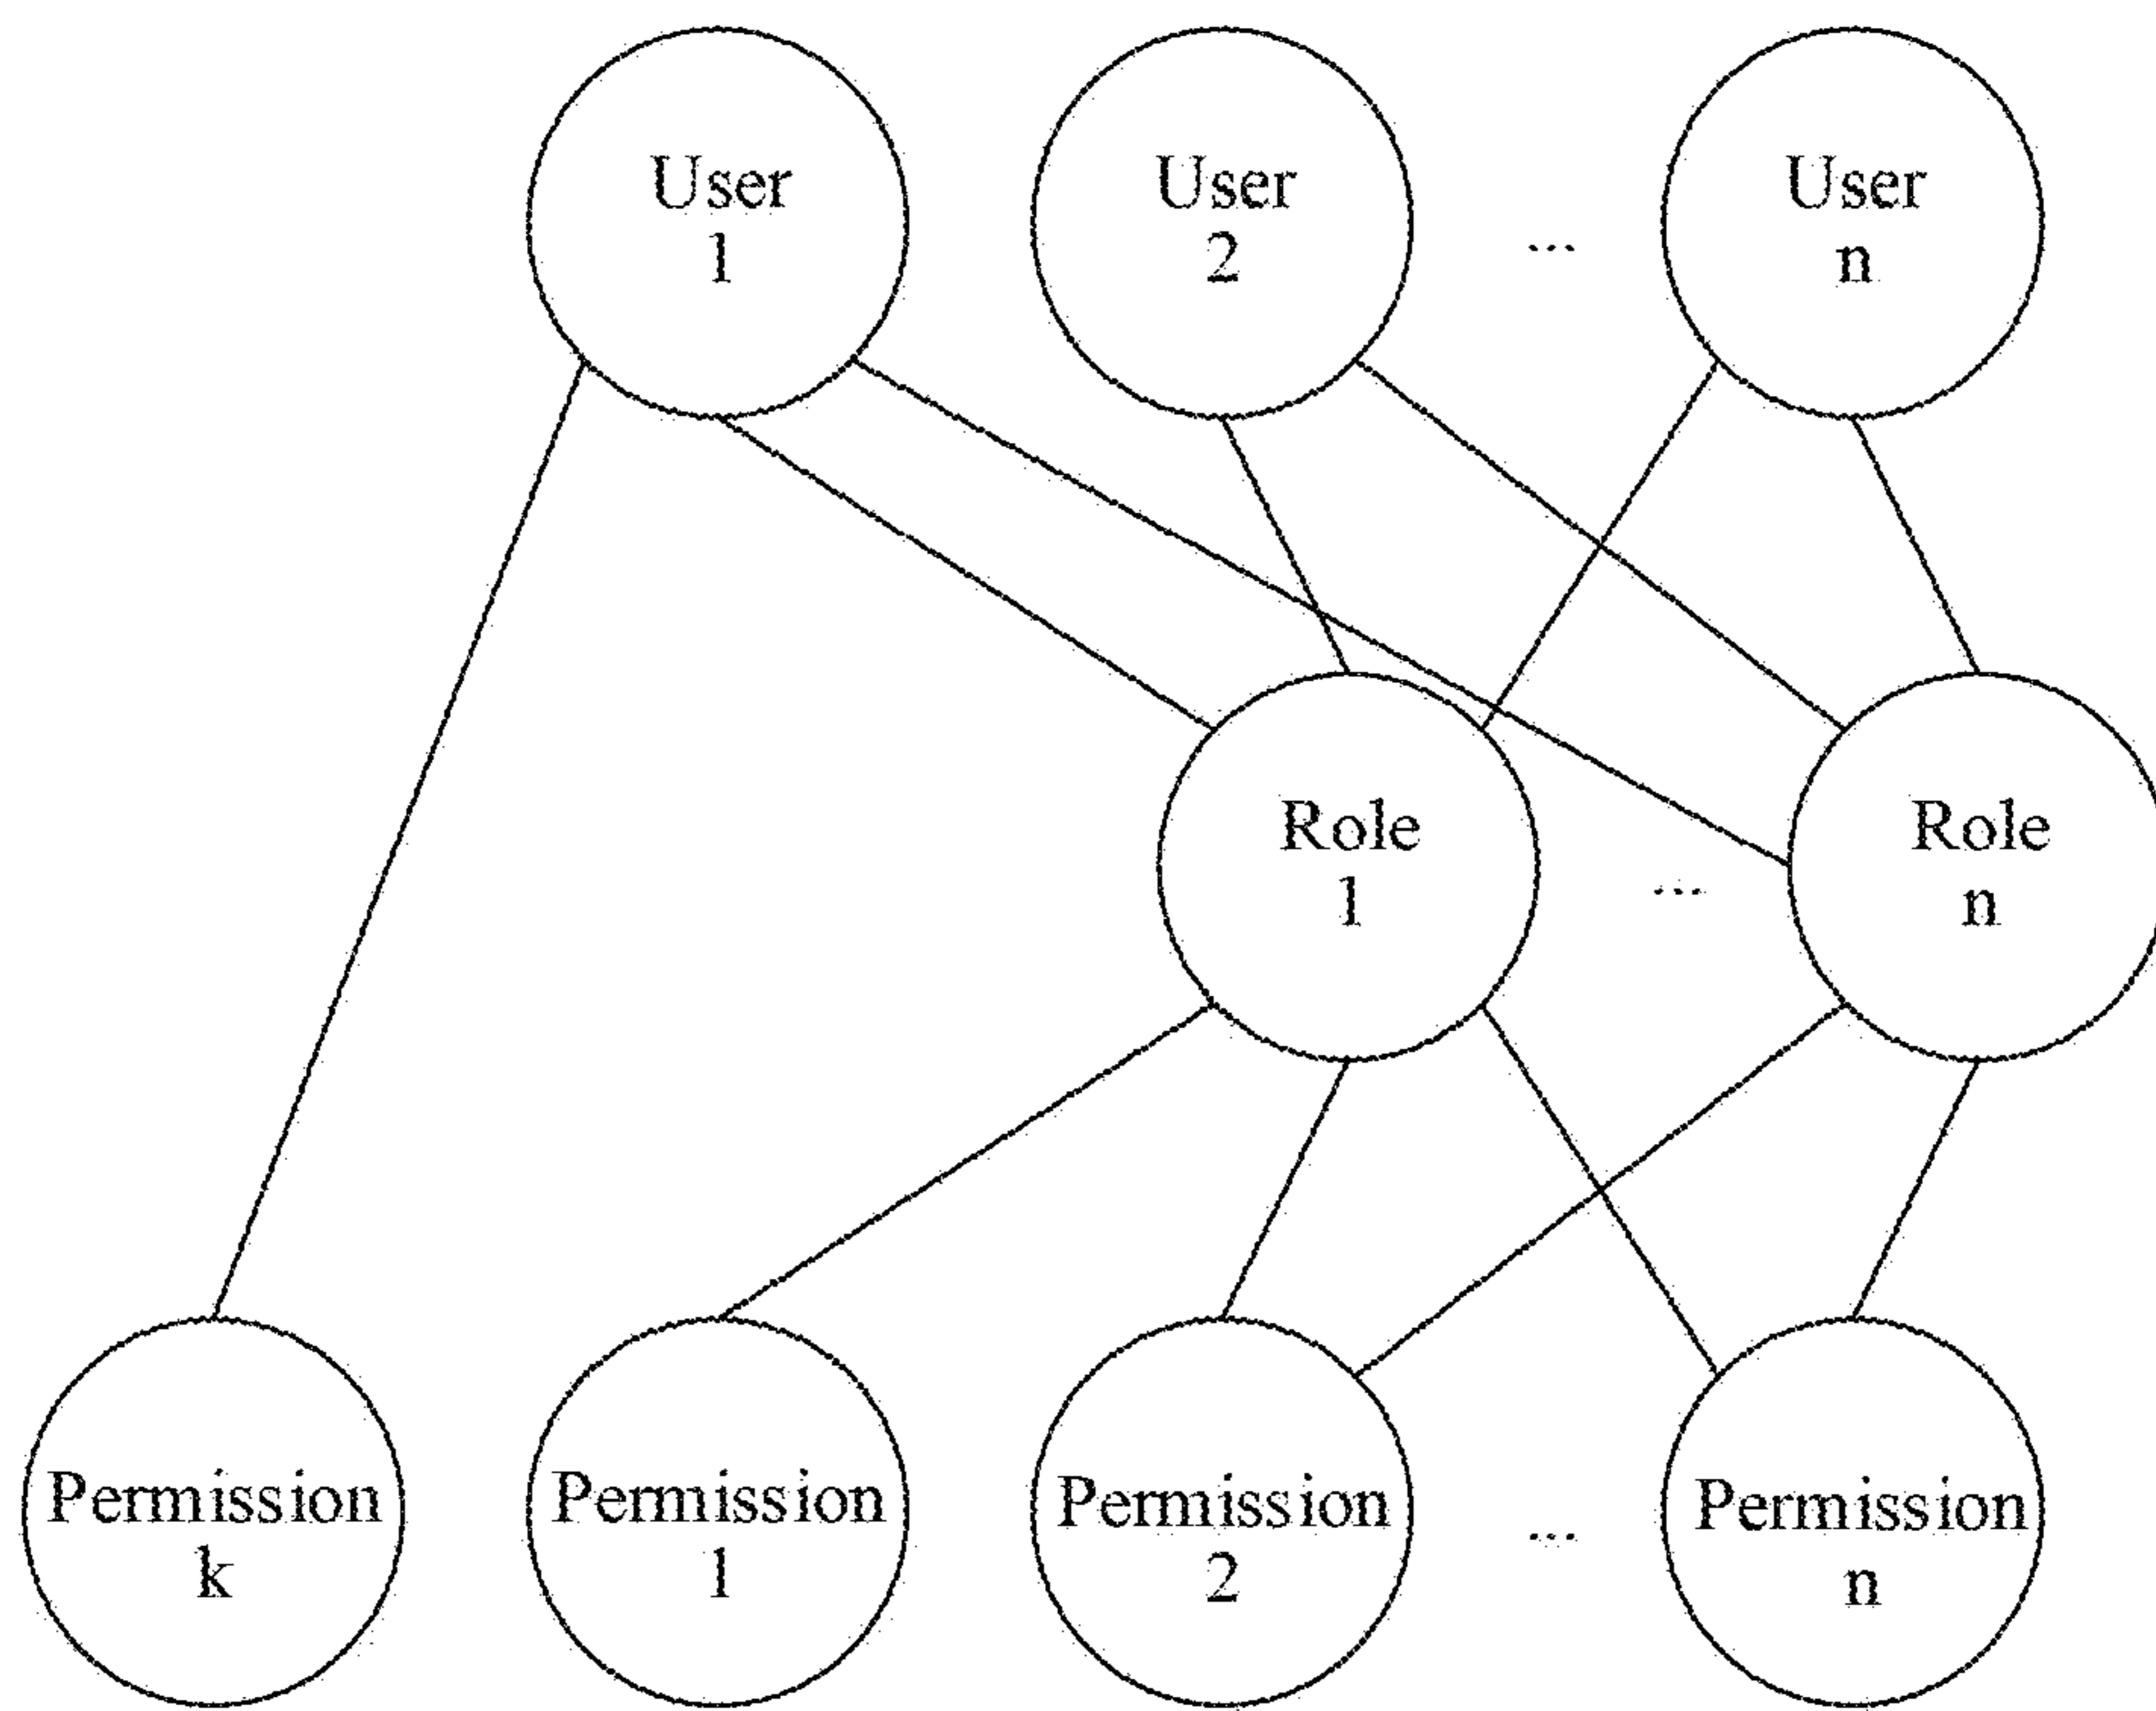 User
1
User
2
...
User
n
Role
1
...
Role
n
Permission
k
Permission
1
Permission
2
...
Permission
n